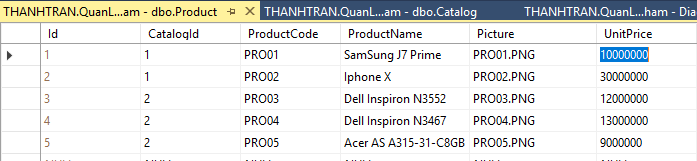 THANHTRAN.QuanL...am - dbo.Product THANHTRAN.QuanL...am - dbo.Catalog THANHTRAN.QuanL...ham - Dia
Id CatalogId ProductCode ProductName Picture UnitPrice
1 1 PRO01 SamSung J7 Prime PRO01.PNG 10000000
2 1 PRO02 Iphone X PRO02.PNG 30000000
3 2 PRO03 Dell Inspiron N3552 PRO03.PNG 12000000
4 2 PRO04 Dell Inspiron N3467 PRO04.PNG 13000000
5 2 PRO05 Acer AS A315-31-C8GB PRO05.PNG 9000000